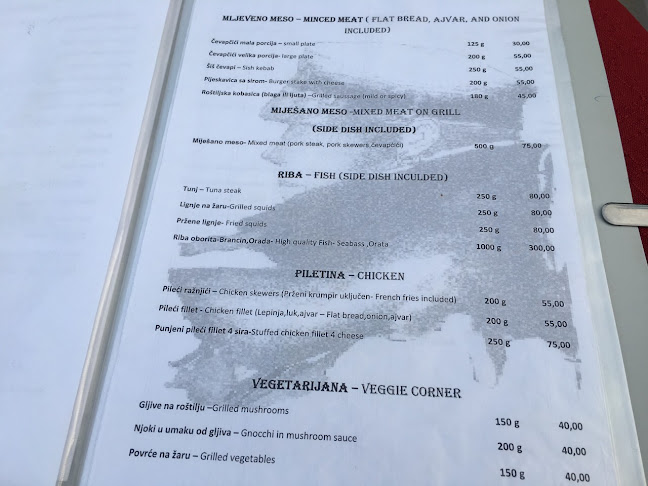 MLJEVENO MESO – MINCED MEAT ( FLAT BREAD, AJVAR, AND ONION
INCLUDED)
Čevapčići mala porcija – small plate 125 g 30,00
Čevapčići velika porcija- large plate 200 g 55,00
Šiš čevapi – Sish kebab 250 g 55,00
Pljeskavica sa sirom- Burger stake with cheese 200 g 55,00
Roštiljska kobasica (blaga ili ljuta) –Grilled sausage (mild or spicy) 180 g 45,00
MIJEŠANO MESO -MIXED MEAT ON GRILL
(SIDE DISH INCLUDED)
Miješano meso- Mixed meat (pork steak, pork skewers čevapčići) 500 g 75,00
RIBA – FISH (SIDE DISH INCULDED)
Tunj – Tuna steak 250 g 80,00
Lignje na žaru-Grilled squids 250 g 80,00
Pržene lignje- Fried squids 250 g 80,00
Riba oborita-Brancin,Orada- High quality Fish- Seabass ,Orata 1000 g 300,00
PILETINA – CHICKEN
Pileći ražnjići – Chicken skewers (Prženi krumpir uključen- French fries included) 200 g 55,00
Pileći fillet - Chicken fillet (Lepinja,luk,ajvar – Flat bread,onion,ajvar) 200 g 55,00
Punjeni pileći fillet 4 sira-Stuffed chicken fillet 4 cheese 250 g 75,00
VEGETARIJANA – VEGGIE CORNER
Gljive na roštilju –Grilled mushrooms 150 g 40,00
Njoki u umaku od gljiva – Gnocchi in mushroom sauce 200 g 40,00
Povrće na žaru – Grilled vegetables 150 g 40,00